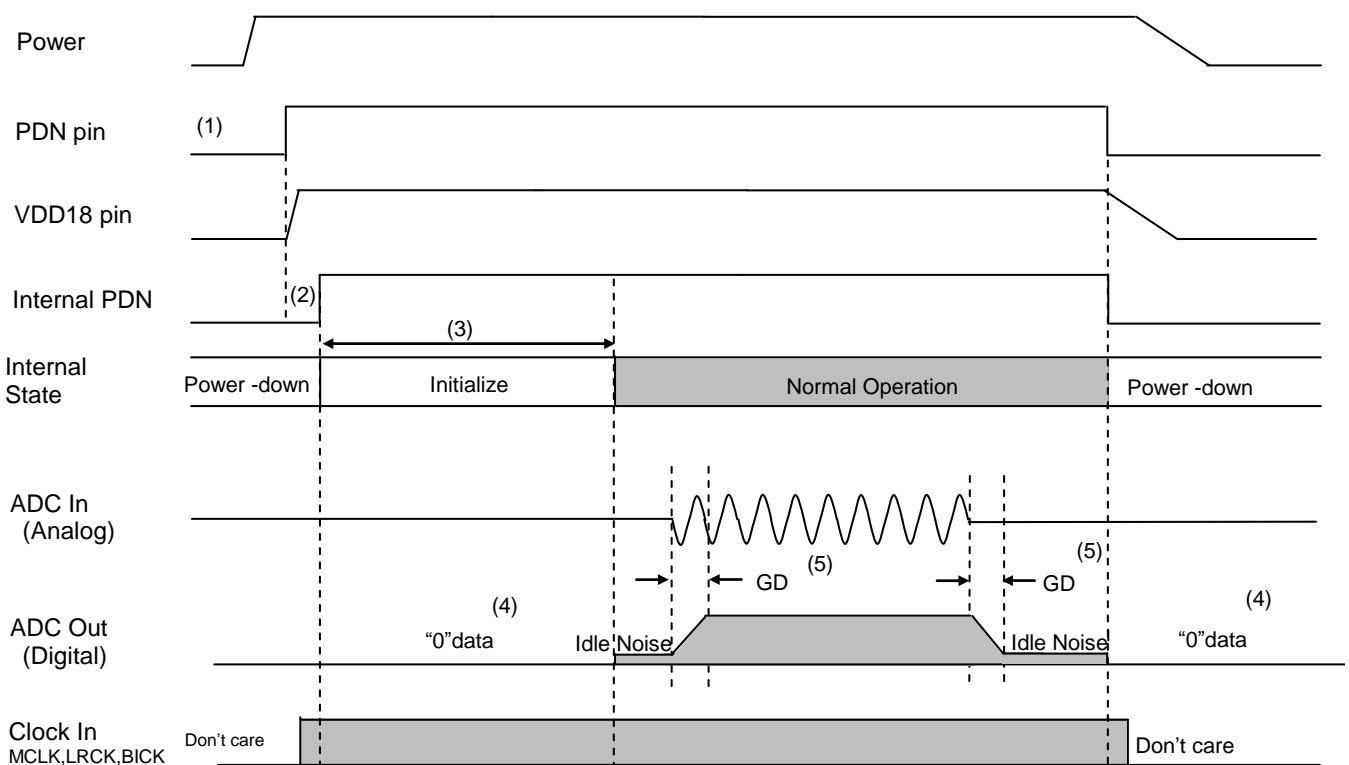 Power
PDN pin
(1)
VDD18 pin
Internal PDN
(2)
(3)
Internal
State
Power -down
Initialize
Normal Operation
Power -down
ADC In
(Analog)
(5)
GD
(5)
GD
ADC Out
(Digital)
(4)
“0”data
Idle Noise
Idle Noise
(4)
“0”data
Clock In
MCLK,LRCK,BICK
Don’t care
Don’t care